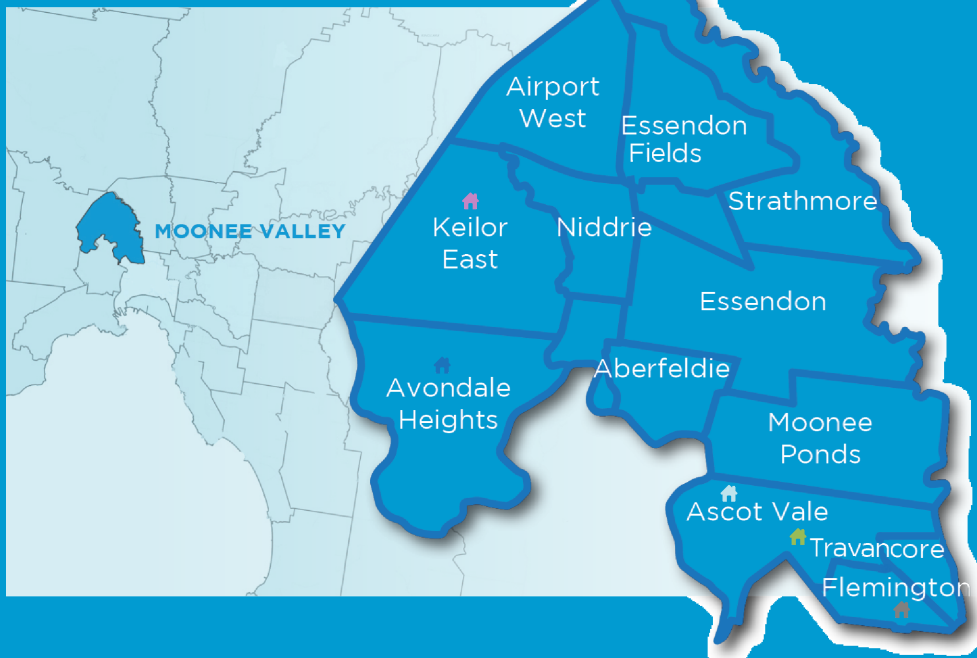 Airport
West
Essendon
Fields
Strathmore
MOONEE VALLEY
Keilor
East
Niddrie
Essendon
Aberfeldie
Avondale
Heights
Moonee
Ponds
Ascot Vale
Travancore
Flemington